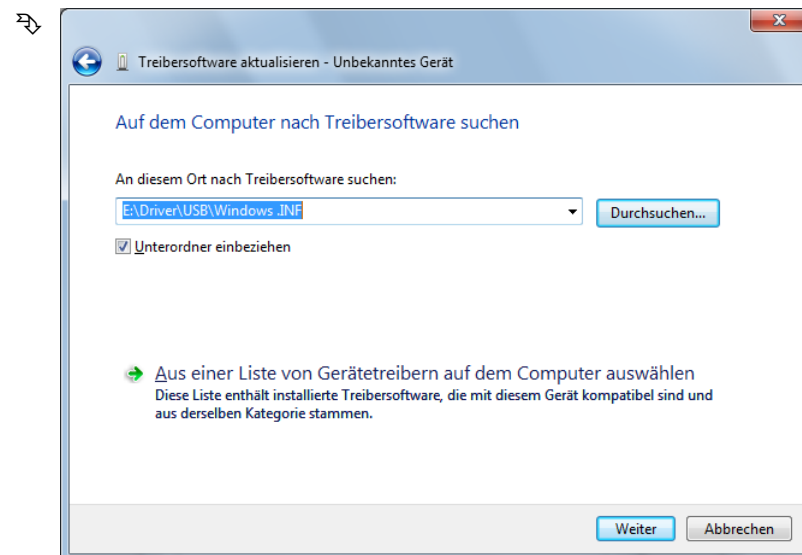 Treibersoftware aktualisieren - Unbekanntes Gerät
Auf dem Computer nach Treibersoftware suchen
An diesem Ort nach Treibersoftware suchen:
E:\Driver\USB\Windows .INF
Durchsuchen...
Unterordner einbeziehen
Aus einer Liste von Gerätetreibern auf dem Computer auswählen
Diese Liste enthält installierte Treibersoftware, die mit diesem Gerät kompatibel sind und
aus derselben Kategorie stammen.
Weiter
Abbrechen